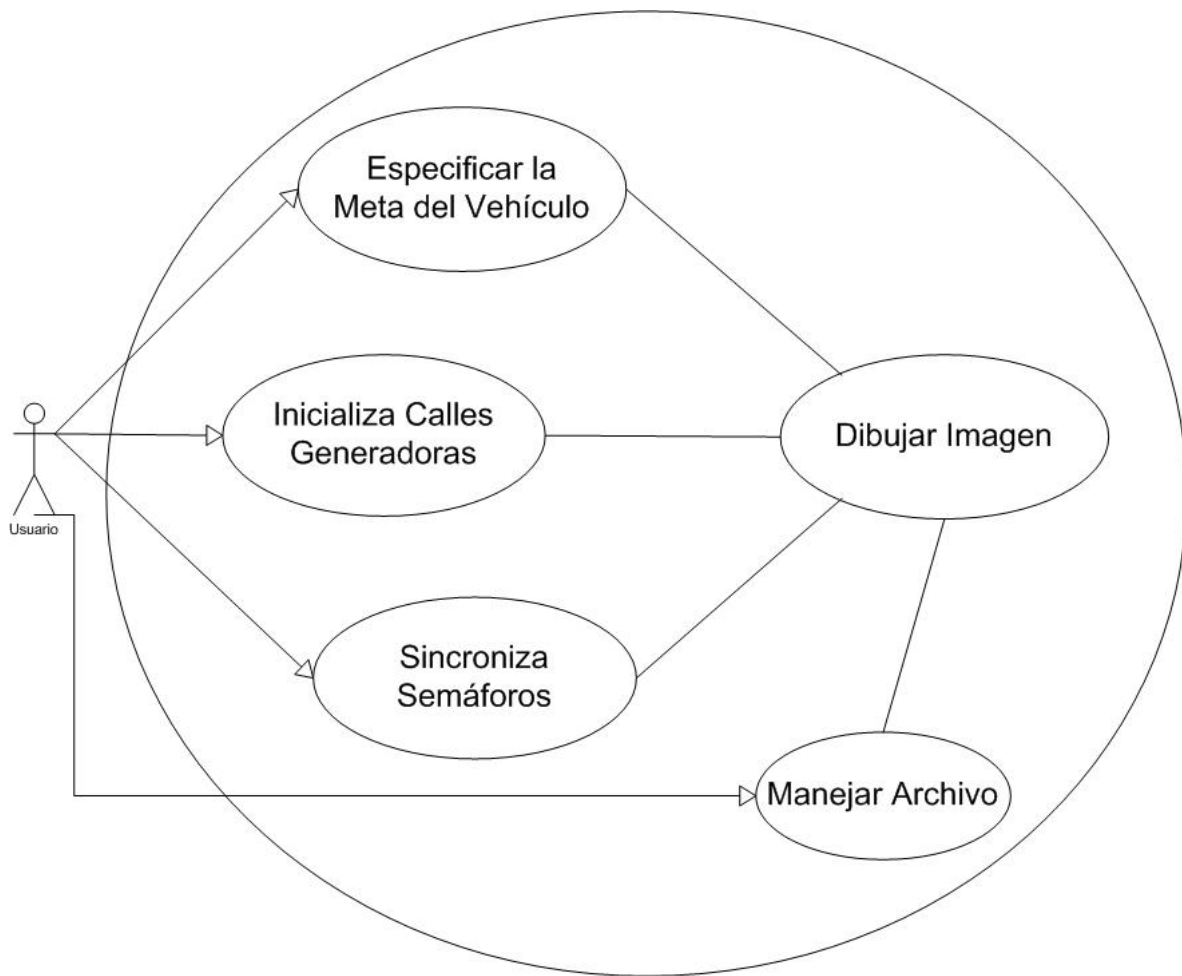 Especificar la
Meta del Vehículo
Inicializa Calles
Generadoras
Dibujar Imagen
Usuario
Sincroniza
Semáforos
Manejar Archivo